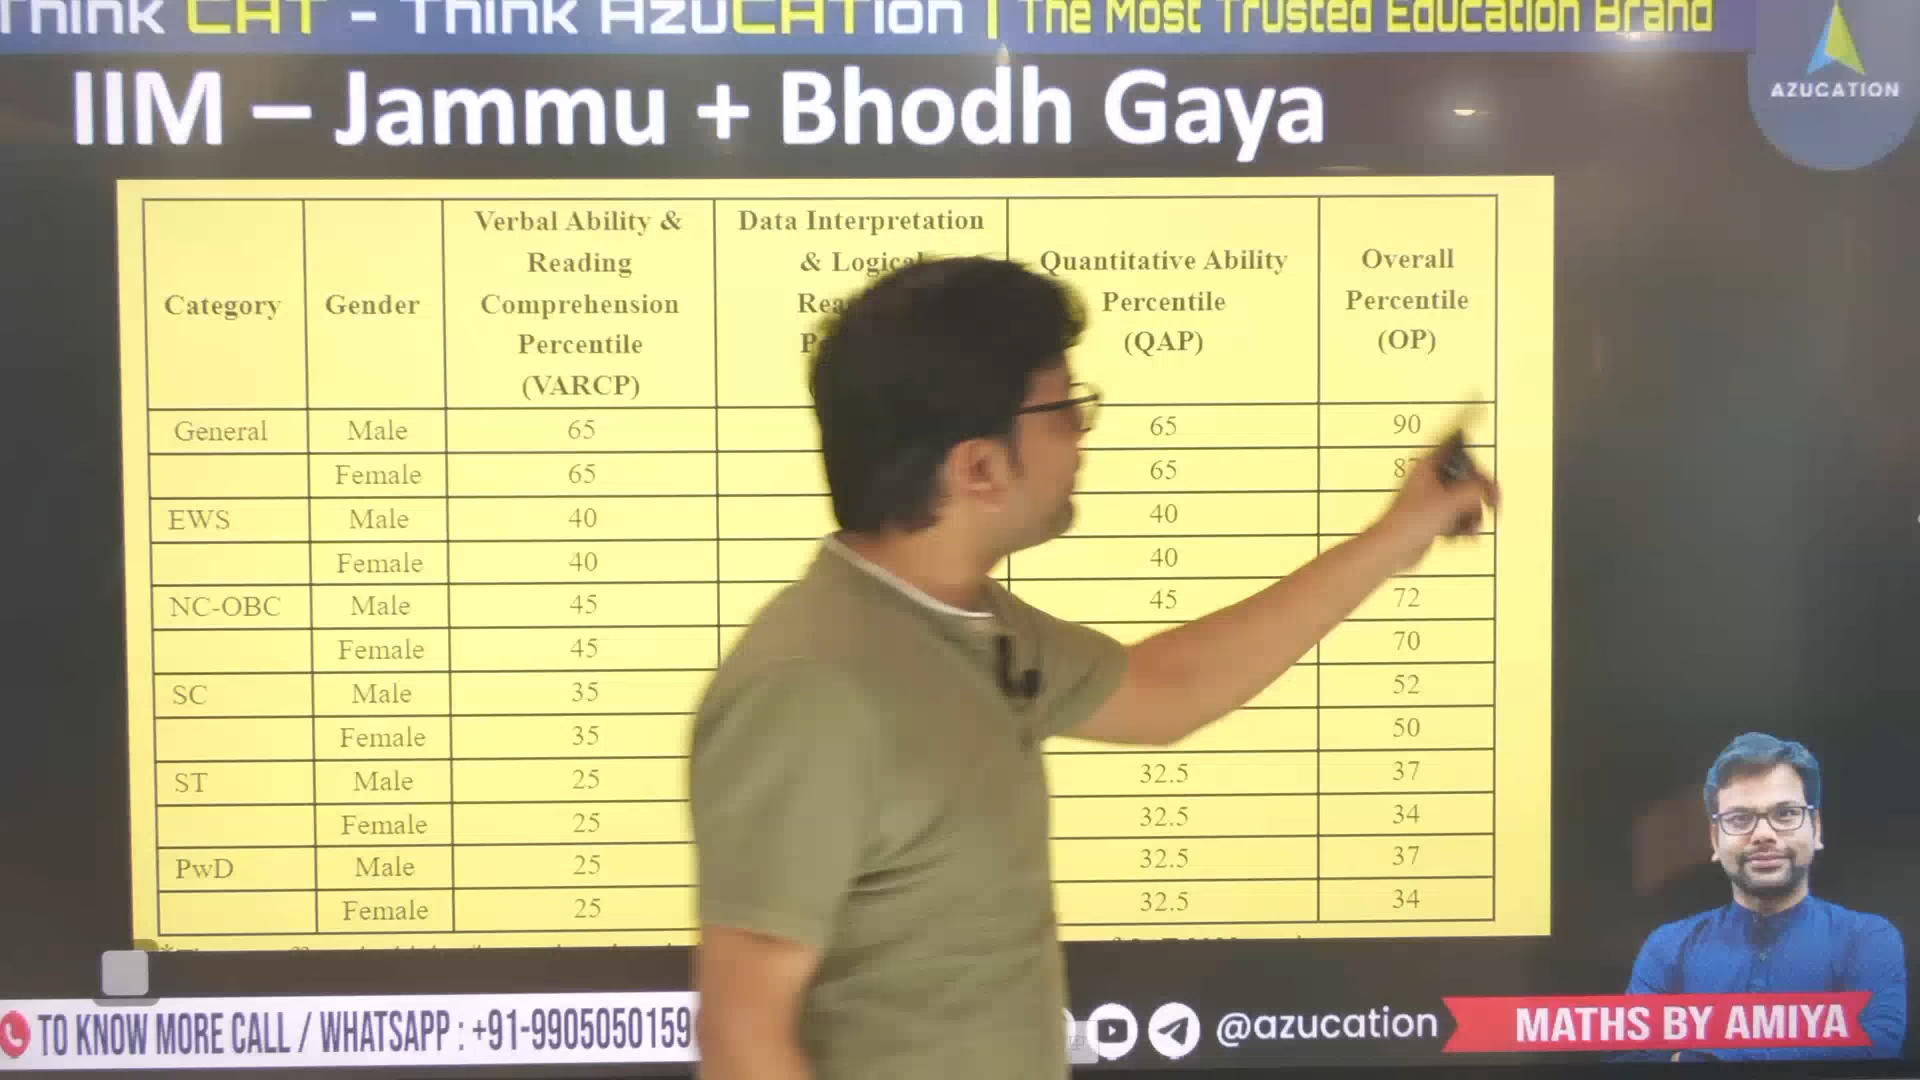 Think CAT - Think AzuCATion | The Most Trusted Education Brand
AZUCATION
IIM – Jammu + Bhodh Gaya
Category Gender Verbal Ability & Reading Comprehension Percentile (VARCP) Data Interpretation & Logical Quantitative Ability Percentile (QAP) Overall Percentile (OP)
General Male 65 65 90
Female 65 65
EWS Male 40 40
Female 40 40
NC-OBC Male 45 45 72
Female 45 70
SC Male 35 52
Female 35 50
ST Male 25 32.5 37
Female 25 32.5 34
PwD Male 25 32.5 37
Female 25 32.5 34
TO KNOW MORE CALL / WHATSAPP : +91-9905050159
@azucation
MATHS BY AMIYA